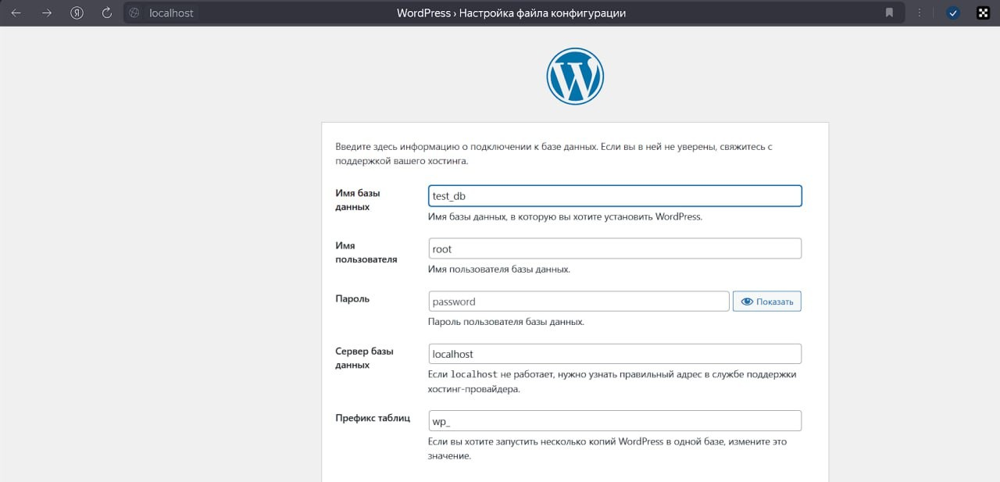 localhost
WordPress › Настройка файла конфигурации
Введите здесь информацию о подключении к базе данных. Если вы в ней не уверены, свяжитесь с
поддержкой вашего хостинга.
Имя базы
данных
test_db
Имя базы данных, в которую вы хотите установить WordPress.
Имя
пользователя
root
Имя пользователя базы данных.
Пароль
password
Показать
Пароль пользователя базы данных.
Сервер базы
данных
localhost
Если localhost не работает, нужно узнать правильный адрес в службе поддержки
хостинг-провайдера.
Префикс таблиц
wp_
Если вы хотите запустить несколько копий WordPress в одной базе, измените это
значение.